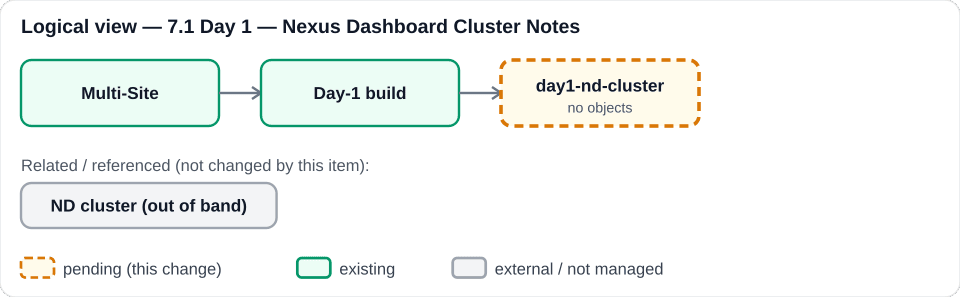 Logical view — 7.1 Day 1 — Nexus Dashboard Cluster Notes
Multi-Site
Day-1 build
day1-nd-cluster
no objects
Related / referenced (not changed by this item):
ND cluster (out of band)
pending (this change)
existing
external / not managed